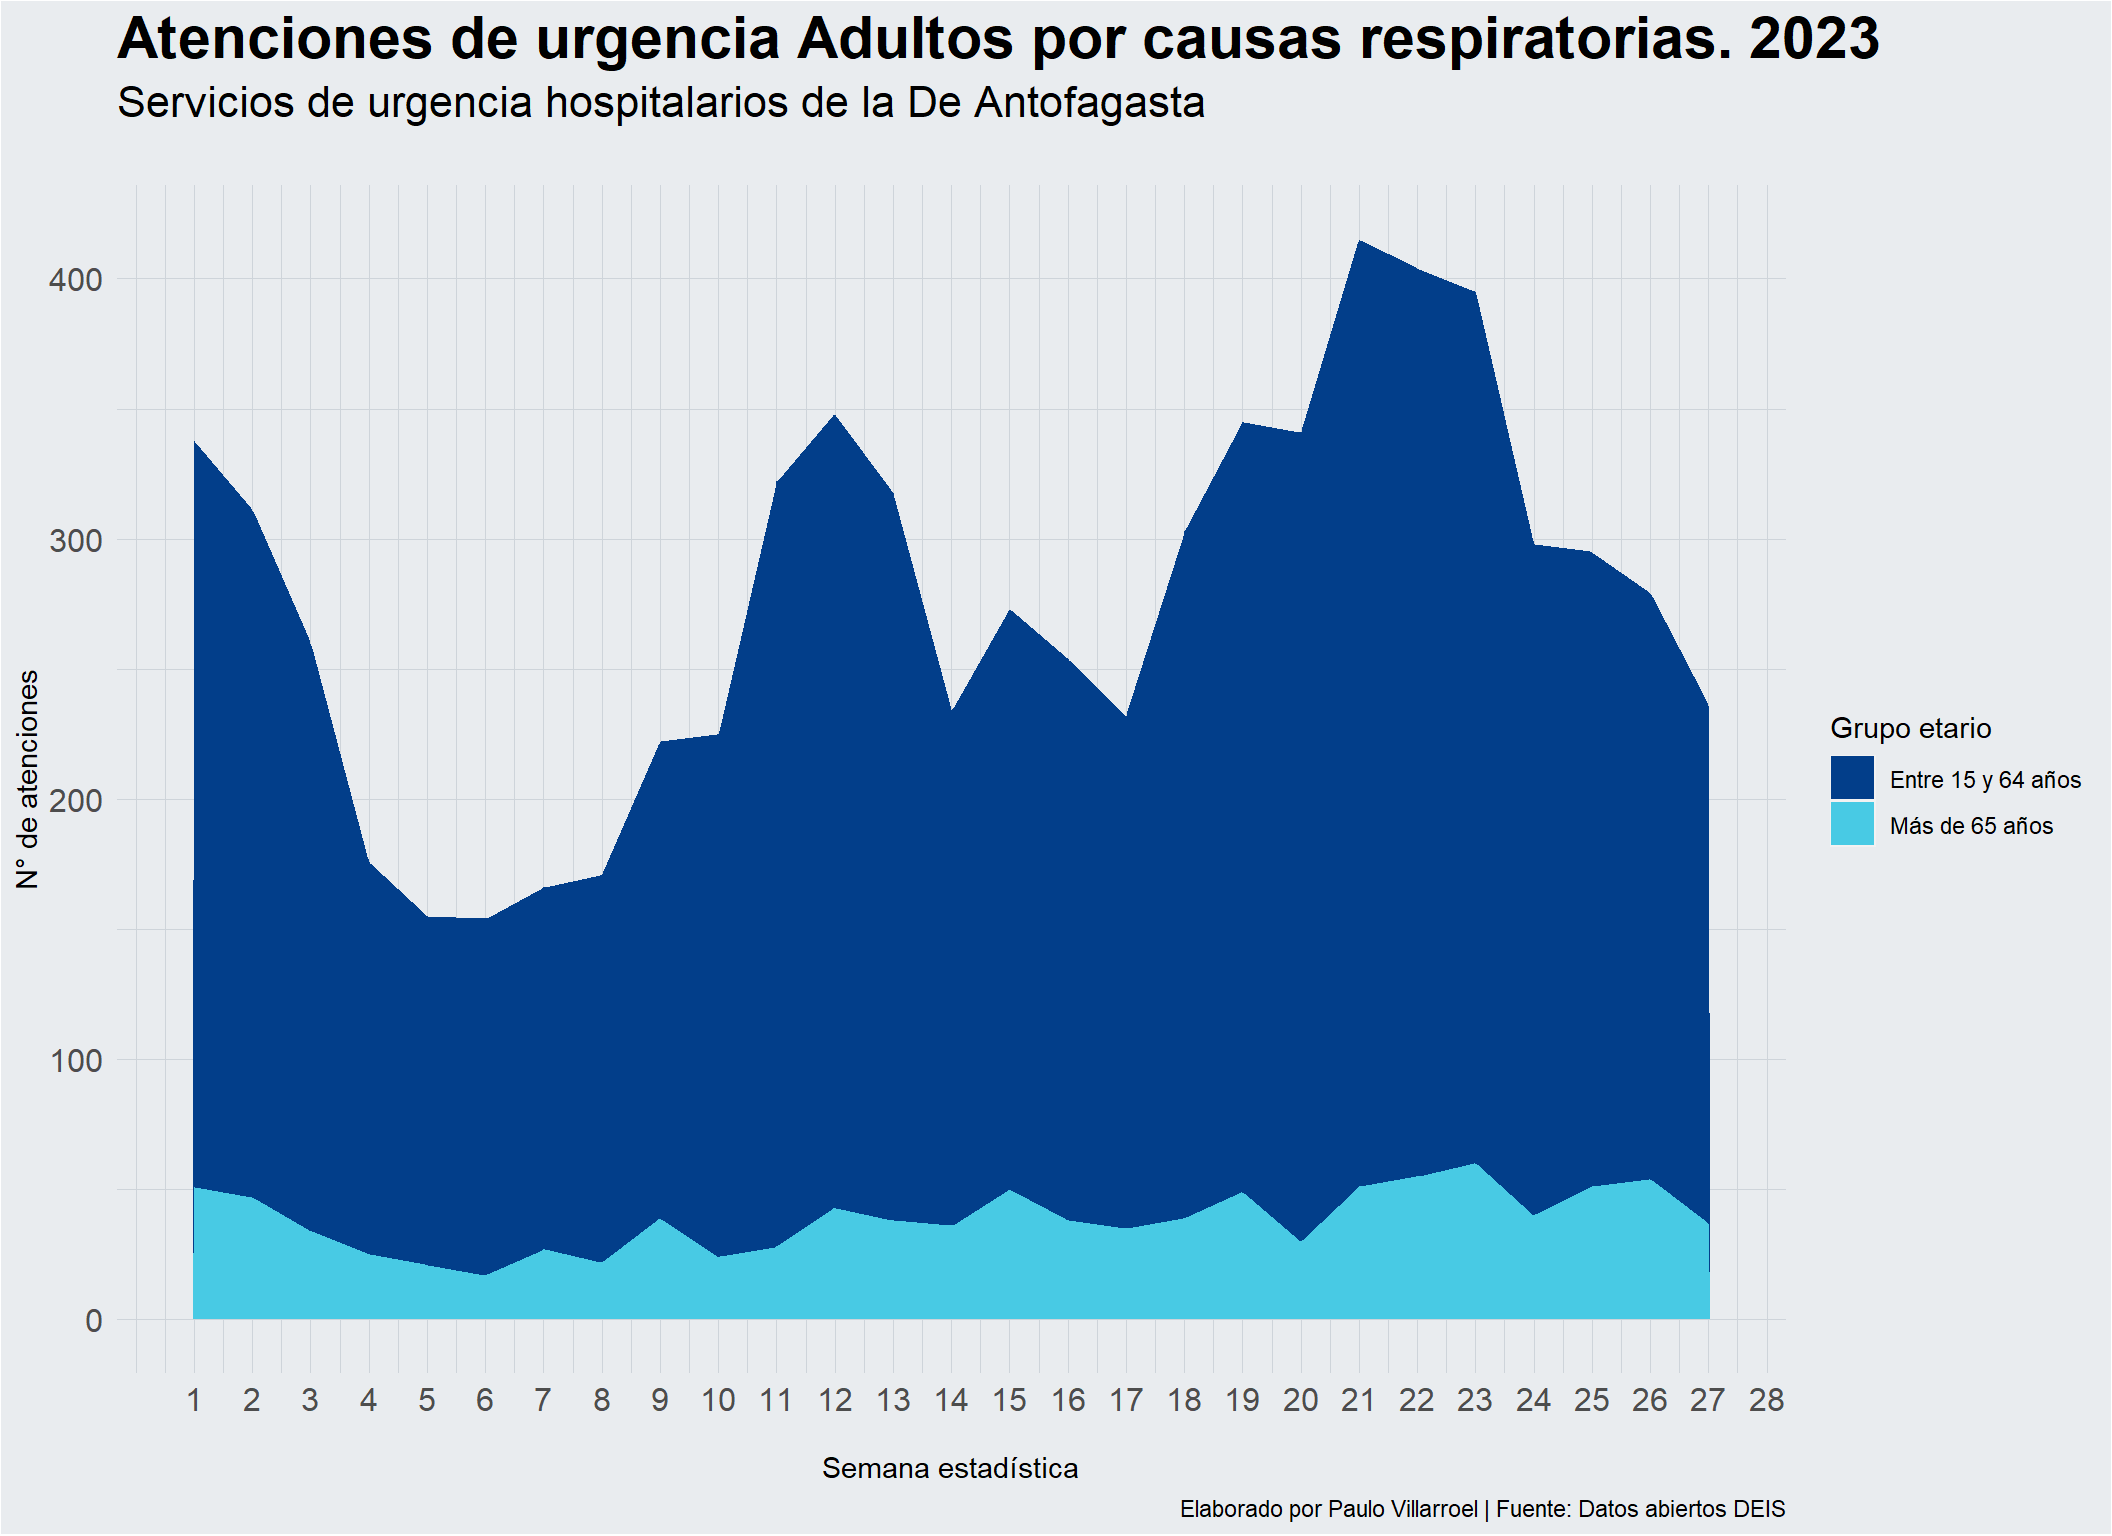 Atenciones de urgencia Adultos por causas respiratorias. 2023
Servicios de urgencia hospitalarios de la De Antofagasta
400
300
200
100
0
N° de atenciones
1 2 3 4 5 6 7 8 9 10 11 12 13 14 15 16 17 18 19 20 21 22 23 24 25 26 27 28
Semana estadística
Grupo etario
Entre 15 y 64 años
Más de 65 años
Elaborado por Paulo Villarroel | Fuente: Datos abiertos DEIS